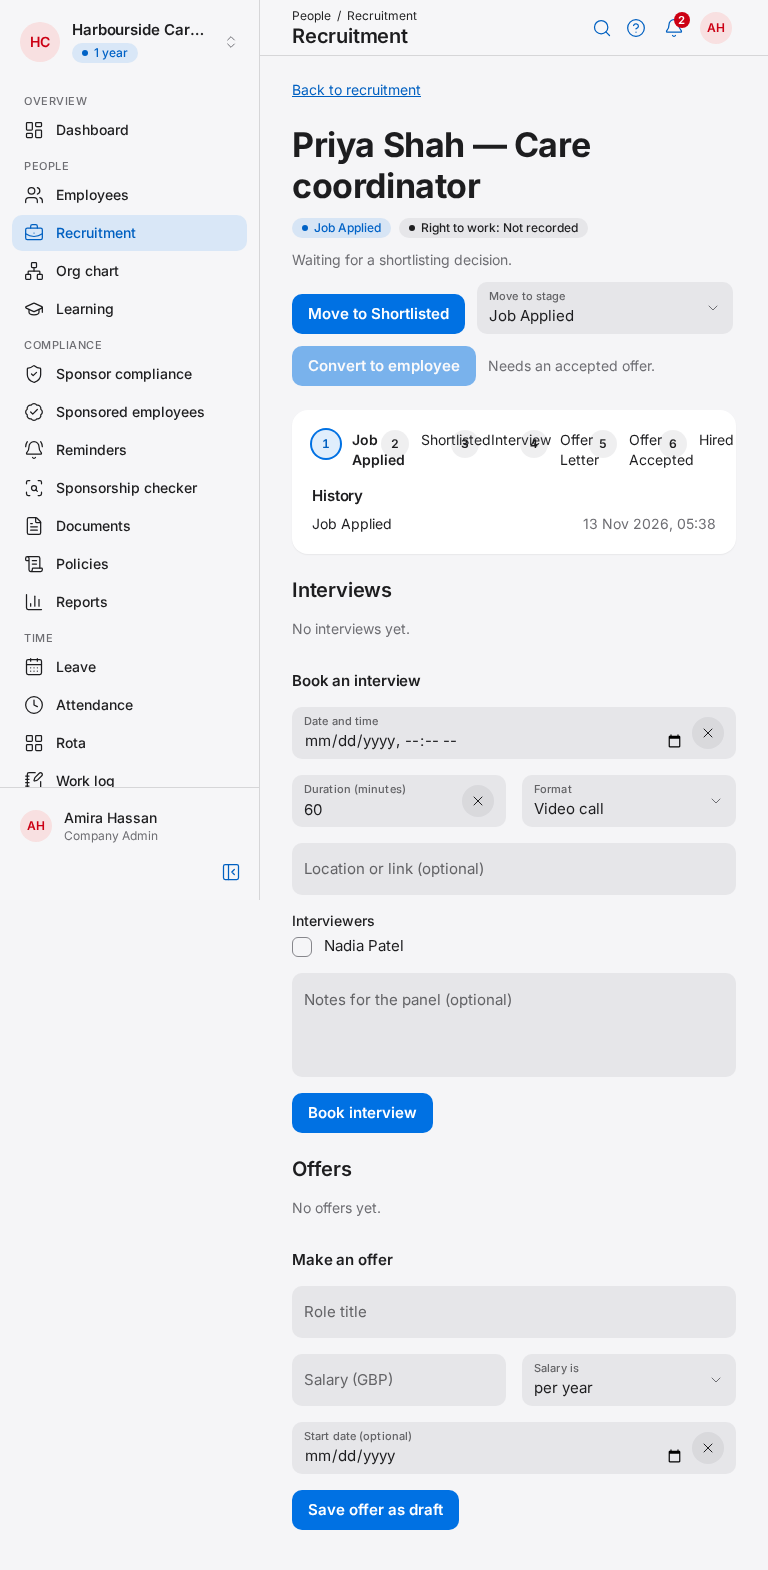 HC
Harbourside Car...
1 year
OVERVIEW
Dashboard
PEOPLE
Employees
Recruitment
Org chart
Learning
COMPLIANCE
Sponsor compliance
Sponsored employees
Reminders
Sponsorship checker
Documents
Policies
Reports
TIME
Leave
Attendance
Rota
Work log
AH
Amira Hassan
Company Admin
People / Recruitment
Recruitment
2
AH
Back to recruitment
Priya Shah — Care
coordinator
Job Applied
Right to work: Not recorded
Waiting for a shortlisting decision.
Move to Shortlisted
Move to stage
Job Applied
Convert to employee
Needs an accepted offer.
1
Job
Applied
2
Shortlisted
3
Interview
4
Offer
Letter
5
Offer
Accepted
6
Hired
History
Job Applied
13 Nov 2026, 05:38
Interviews
No interviews yet.
Book an interview
Date and time
mm/dd/yyyy, --:-- --
Duration (minutes)
60
Format
Video call
Location or link (optional)
Interviewers
Nadia Patel
Notes for the panel (optional)
Book interview
Offers
No offers yet.
Make an offer
Role title
Salary (GBP)
Salary is
per year
Start date (optional)
mm/dd/yyyy
Save offer as draft